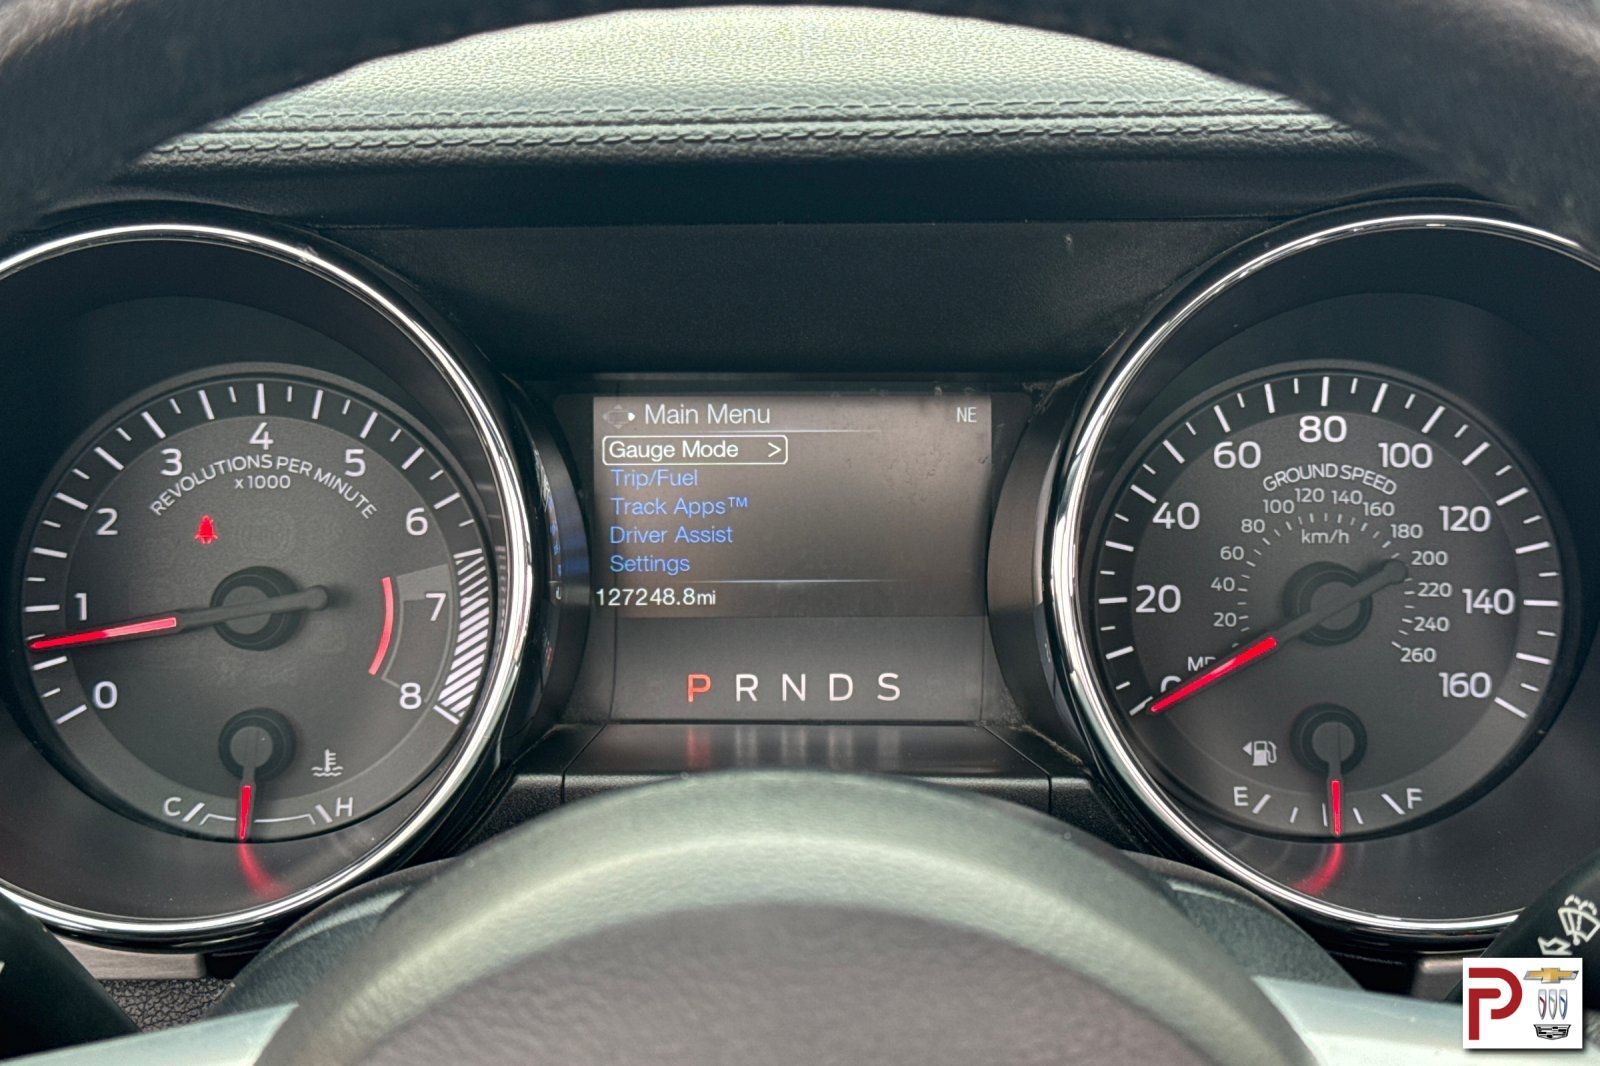 Main Menu NE
Gauge Mode >
Trip/Fuel
Track Apps™
Driver Assist
Settings
127248.8mi
P R N D S
0 1 2 3 4 5 6 7 8
REVOLUTIONS PER MINUTE
x 1000
C H
0 20 40 60 80 100 120 140 160
GROUND SPEED
20 40 60 80 100 120 140 160 180 200 220 240 260
km/h
E F
P